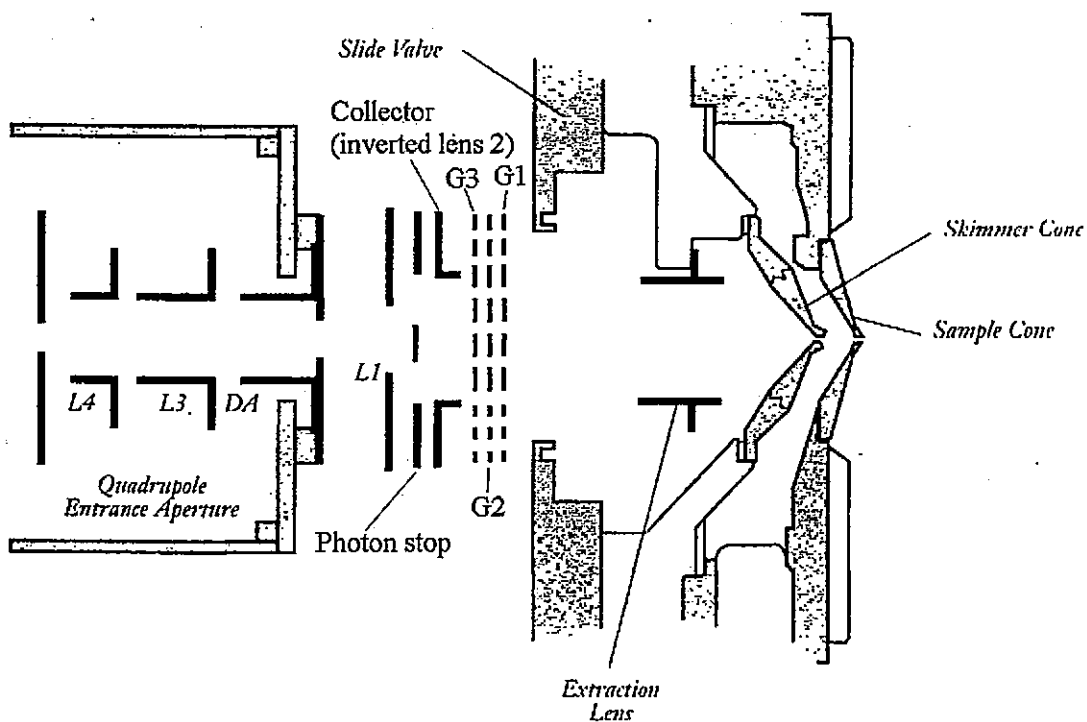 Slide Valve
Collector
(inverted lens 2)
G3 G1
Skimmer Cone
Sample Cone
L1
L4 L3 DA
Quadrupole
Entrance Aperture
G2
Photon stop
Extraction
Lens